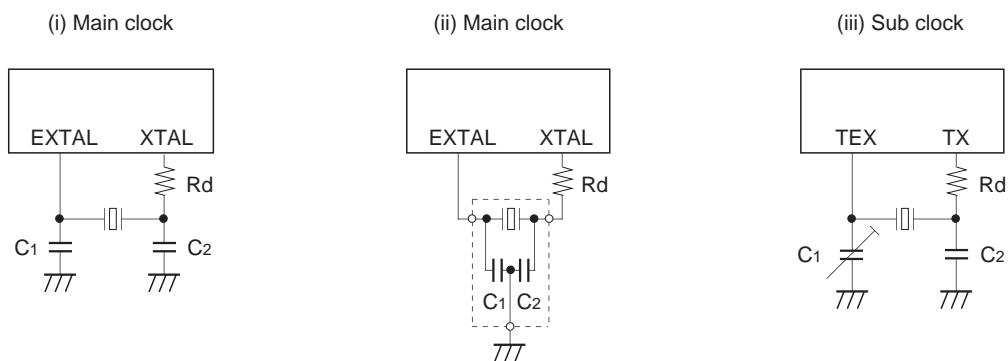 (i) Main clock
EXTAL XTAL
Rd
C1 C2
(ii) Main clock
EXTAL XTAL
Rd
C1 C2
(iii) Sub clock
TEX TX
Rd
C1 C2